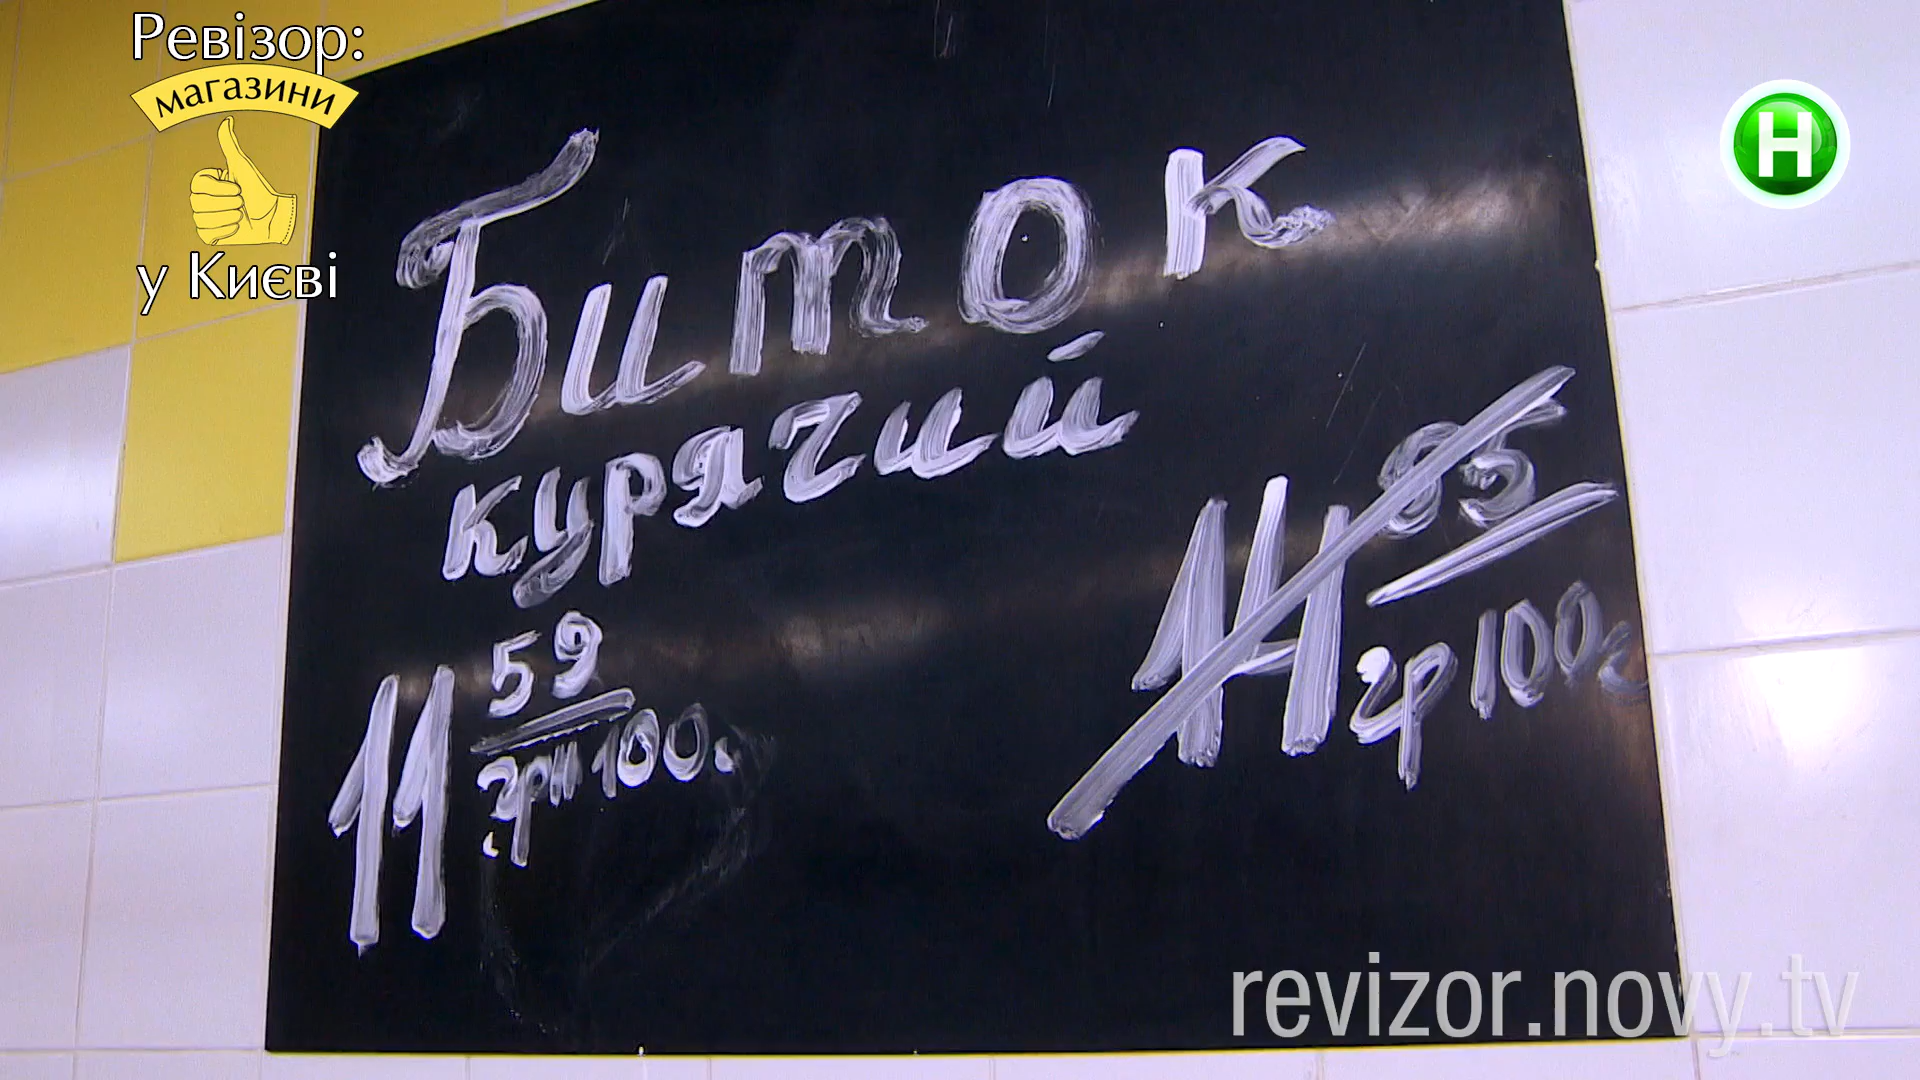 Ревізор:
магазини
у Києві
Н
Биток
курячий
11 59
грн 100г
14 85
гр 100г
revizor.novy.tv